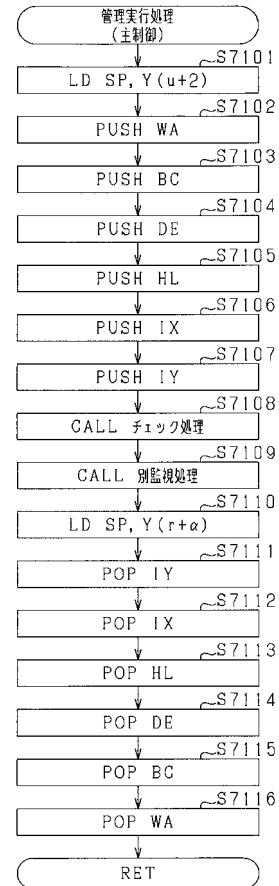 管理実行処理
(主制御)
S7101
LD SP, Y(u+2)
S7102
PUSH WA
S7103
PUSH BC
S7104
PUSH DE
S7105
PUSH HL
S7106
PUSH IX
S7107
PUSH IY
S7108
CALL チェック処理
S7109
CALL 別監視処理
S7110
LD SP, Y(r+α)
S7111
POP IY
S7112
POP IX
S7113
POP HL
S7114
POP DE
S7115
POP BC
S7116
POP WA
RET